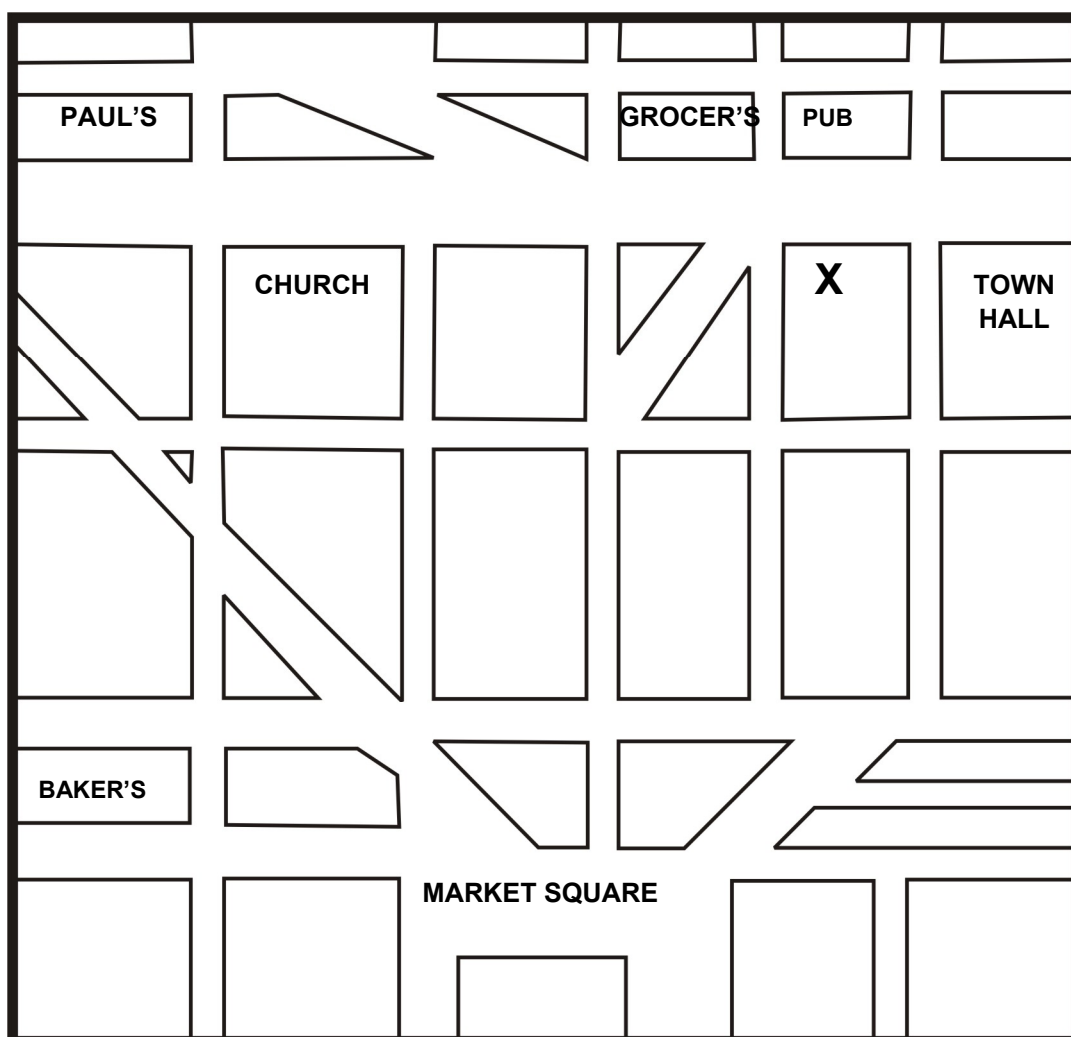 PAUL'S
GROCER'S
PUB
CHURCH
X
TOWN
HALL
BAKER'S
MARKET SQUARE